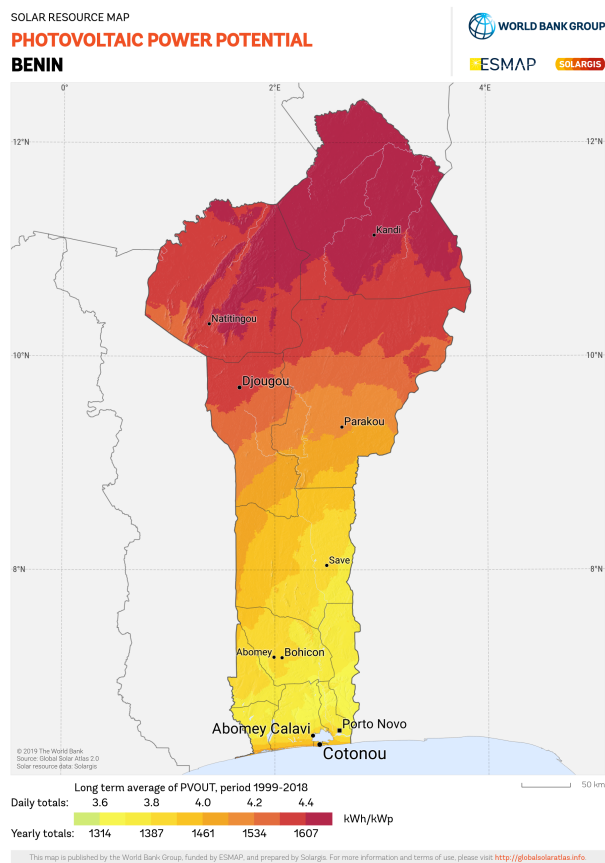 SOLAR RESOURCE MAP
PHOTOVOLTAIC POWER POTENTIAL
BENIN
WORLD BANK GROUP
ESMAP
SOLARGIS
0°
2°E
4°E
12°N
12°N
Kandi
Natitingou
10°N
10°N
Djougou
Parakou
8°N
8°N
Save
Abomey
Bohicon
Abomey Calavi
Porto Novo
Cotonou
© 2019 The World Bank
Source: Global Solar Atlas 2.0
Solar resource data: Solargis
50 km
Long term average of PVOUT, period 1999-2018
Daily totals: 3.6 3.8 4.0 4.2 4.4
kWh/kWp
Yearly totals: 1314 1387 1461 1534 1607
This map is published by the World Bank Group, funded by ESMAP, and prepared by Solargis. For more information and terms of use, please visit http://globalsolaratlas.info.